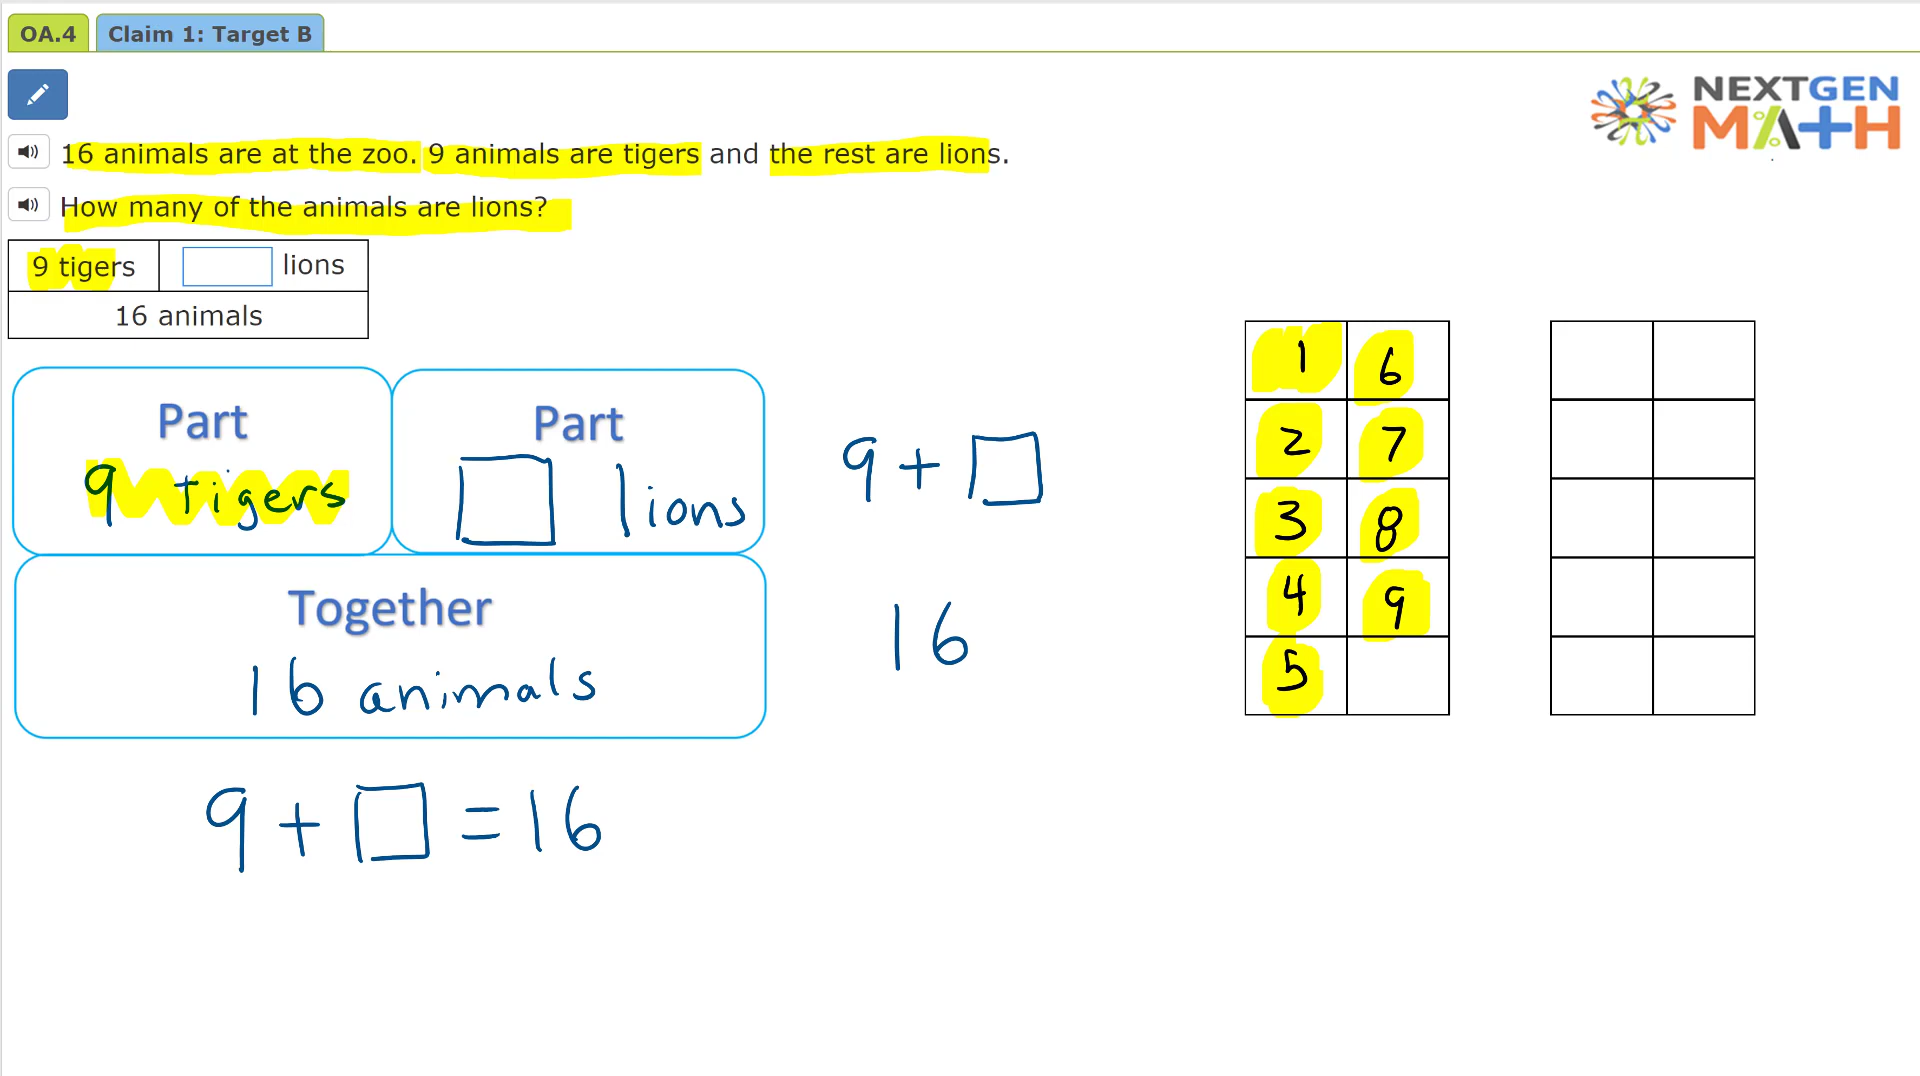 OA.4 Claim 1: Target B
NEXTGEN
MATH
16 animals are at the zoo. 9 animals are tigers and the rest are lions.
How many of the animals are lions?
9 tigers lions
16 animals
Part Part
9 tigers □ lions
Together
16 animals
9 + □ = 16
9 + □
16
1 6
2 7
3 8
4 9
5